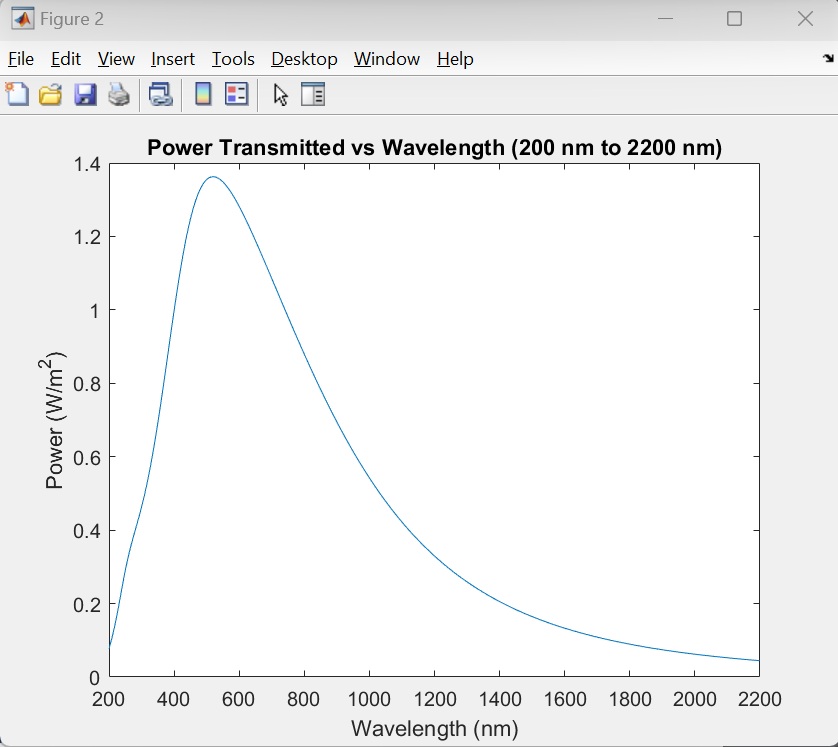 Figure 2
File Edit View Insert Tools Desktop Window Help
Power Transmitted vs Wavelength (200 nm to 2200 nm)
1.4
1.2
1
0.8
0.6
0.4
0.2
0
Power (W/m²)
200 400 600 800 1000 1200 1400 1600 1800 2000 2200
Wavelength (nm)